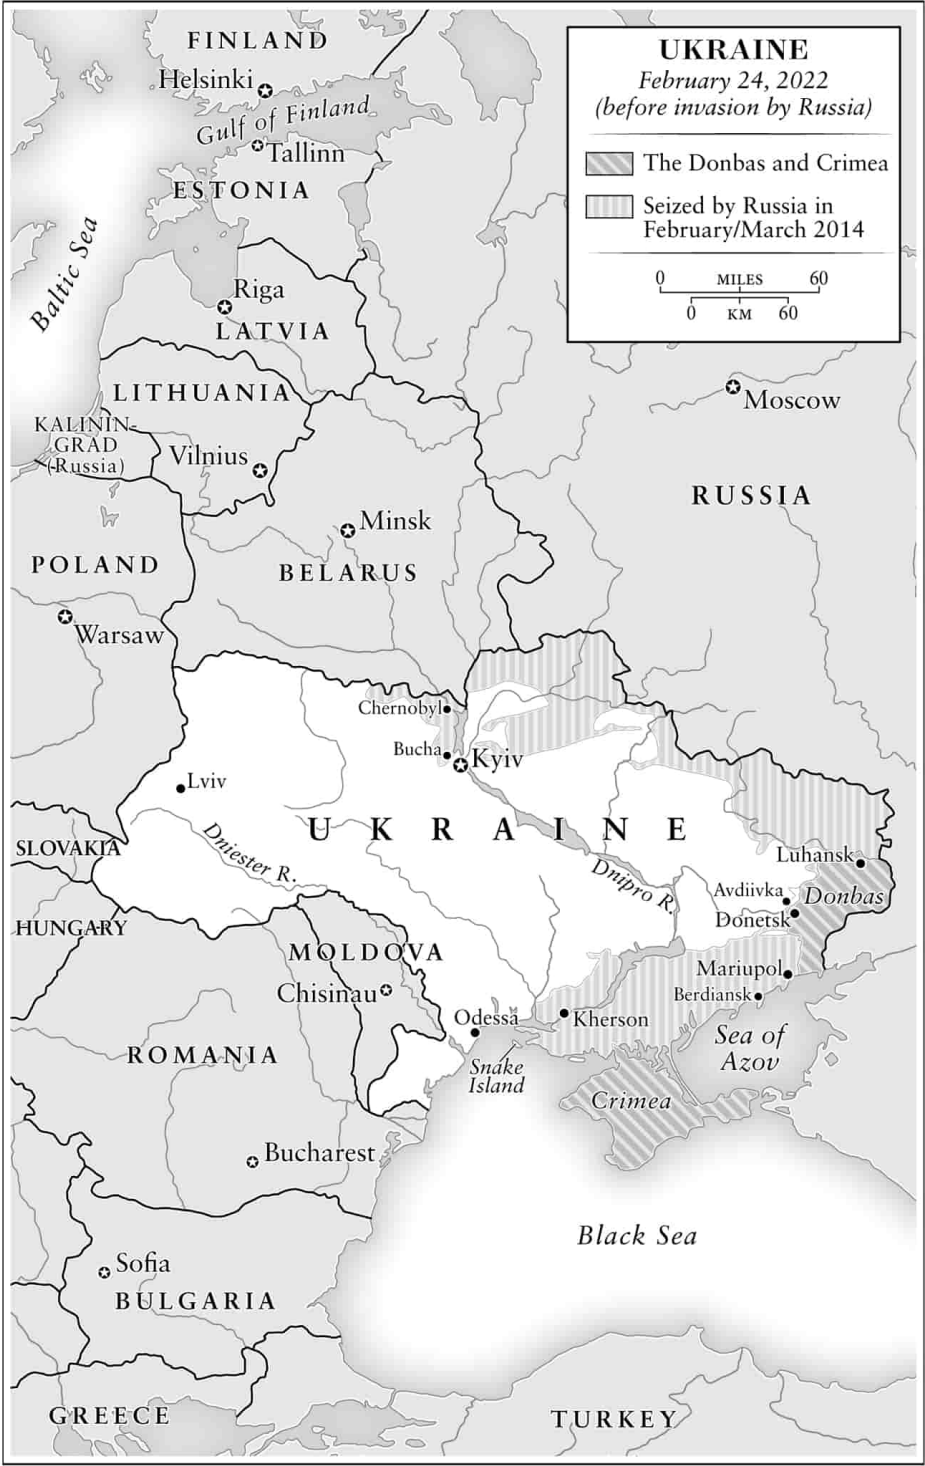 UKRAINE
February 24, 2022
(before invasion by Russia)
The Donbas and Crimea
Seized by Russia in
February/March 2014
0 MILES 60
0 KM 60
FINLAND
Helsinki
Gulf of Finland
Tallinn
ESTONIA
Baltic Sea
Riga
LATVIA
LITHUANIA
KALININ-
GRAD
(Russia)
Vilnius
Moscow
RUSSIA
Minsk
BELARUS
POLAND
Warsaw
Chernobyl
Bucha
Kyiv
Lviv
UKRAINE
Dniester R.
Dnipro R.
Luhansk
Avdiivka
Donbas
Donetsk
SLOVAKIA
HUNGARY
MOLDOVA
Chisinau
Mariupol
Berdiansk
Odessa
Kherson
Snake
Island
Sea of
Azov
Crimea
ROMANIA
Bucharest
Black Sea
Sofia
BULGARIA
GREECE
TURKEY